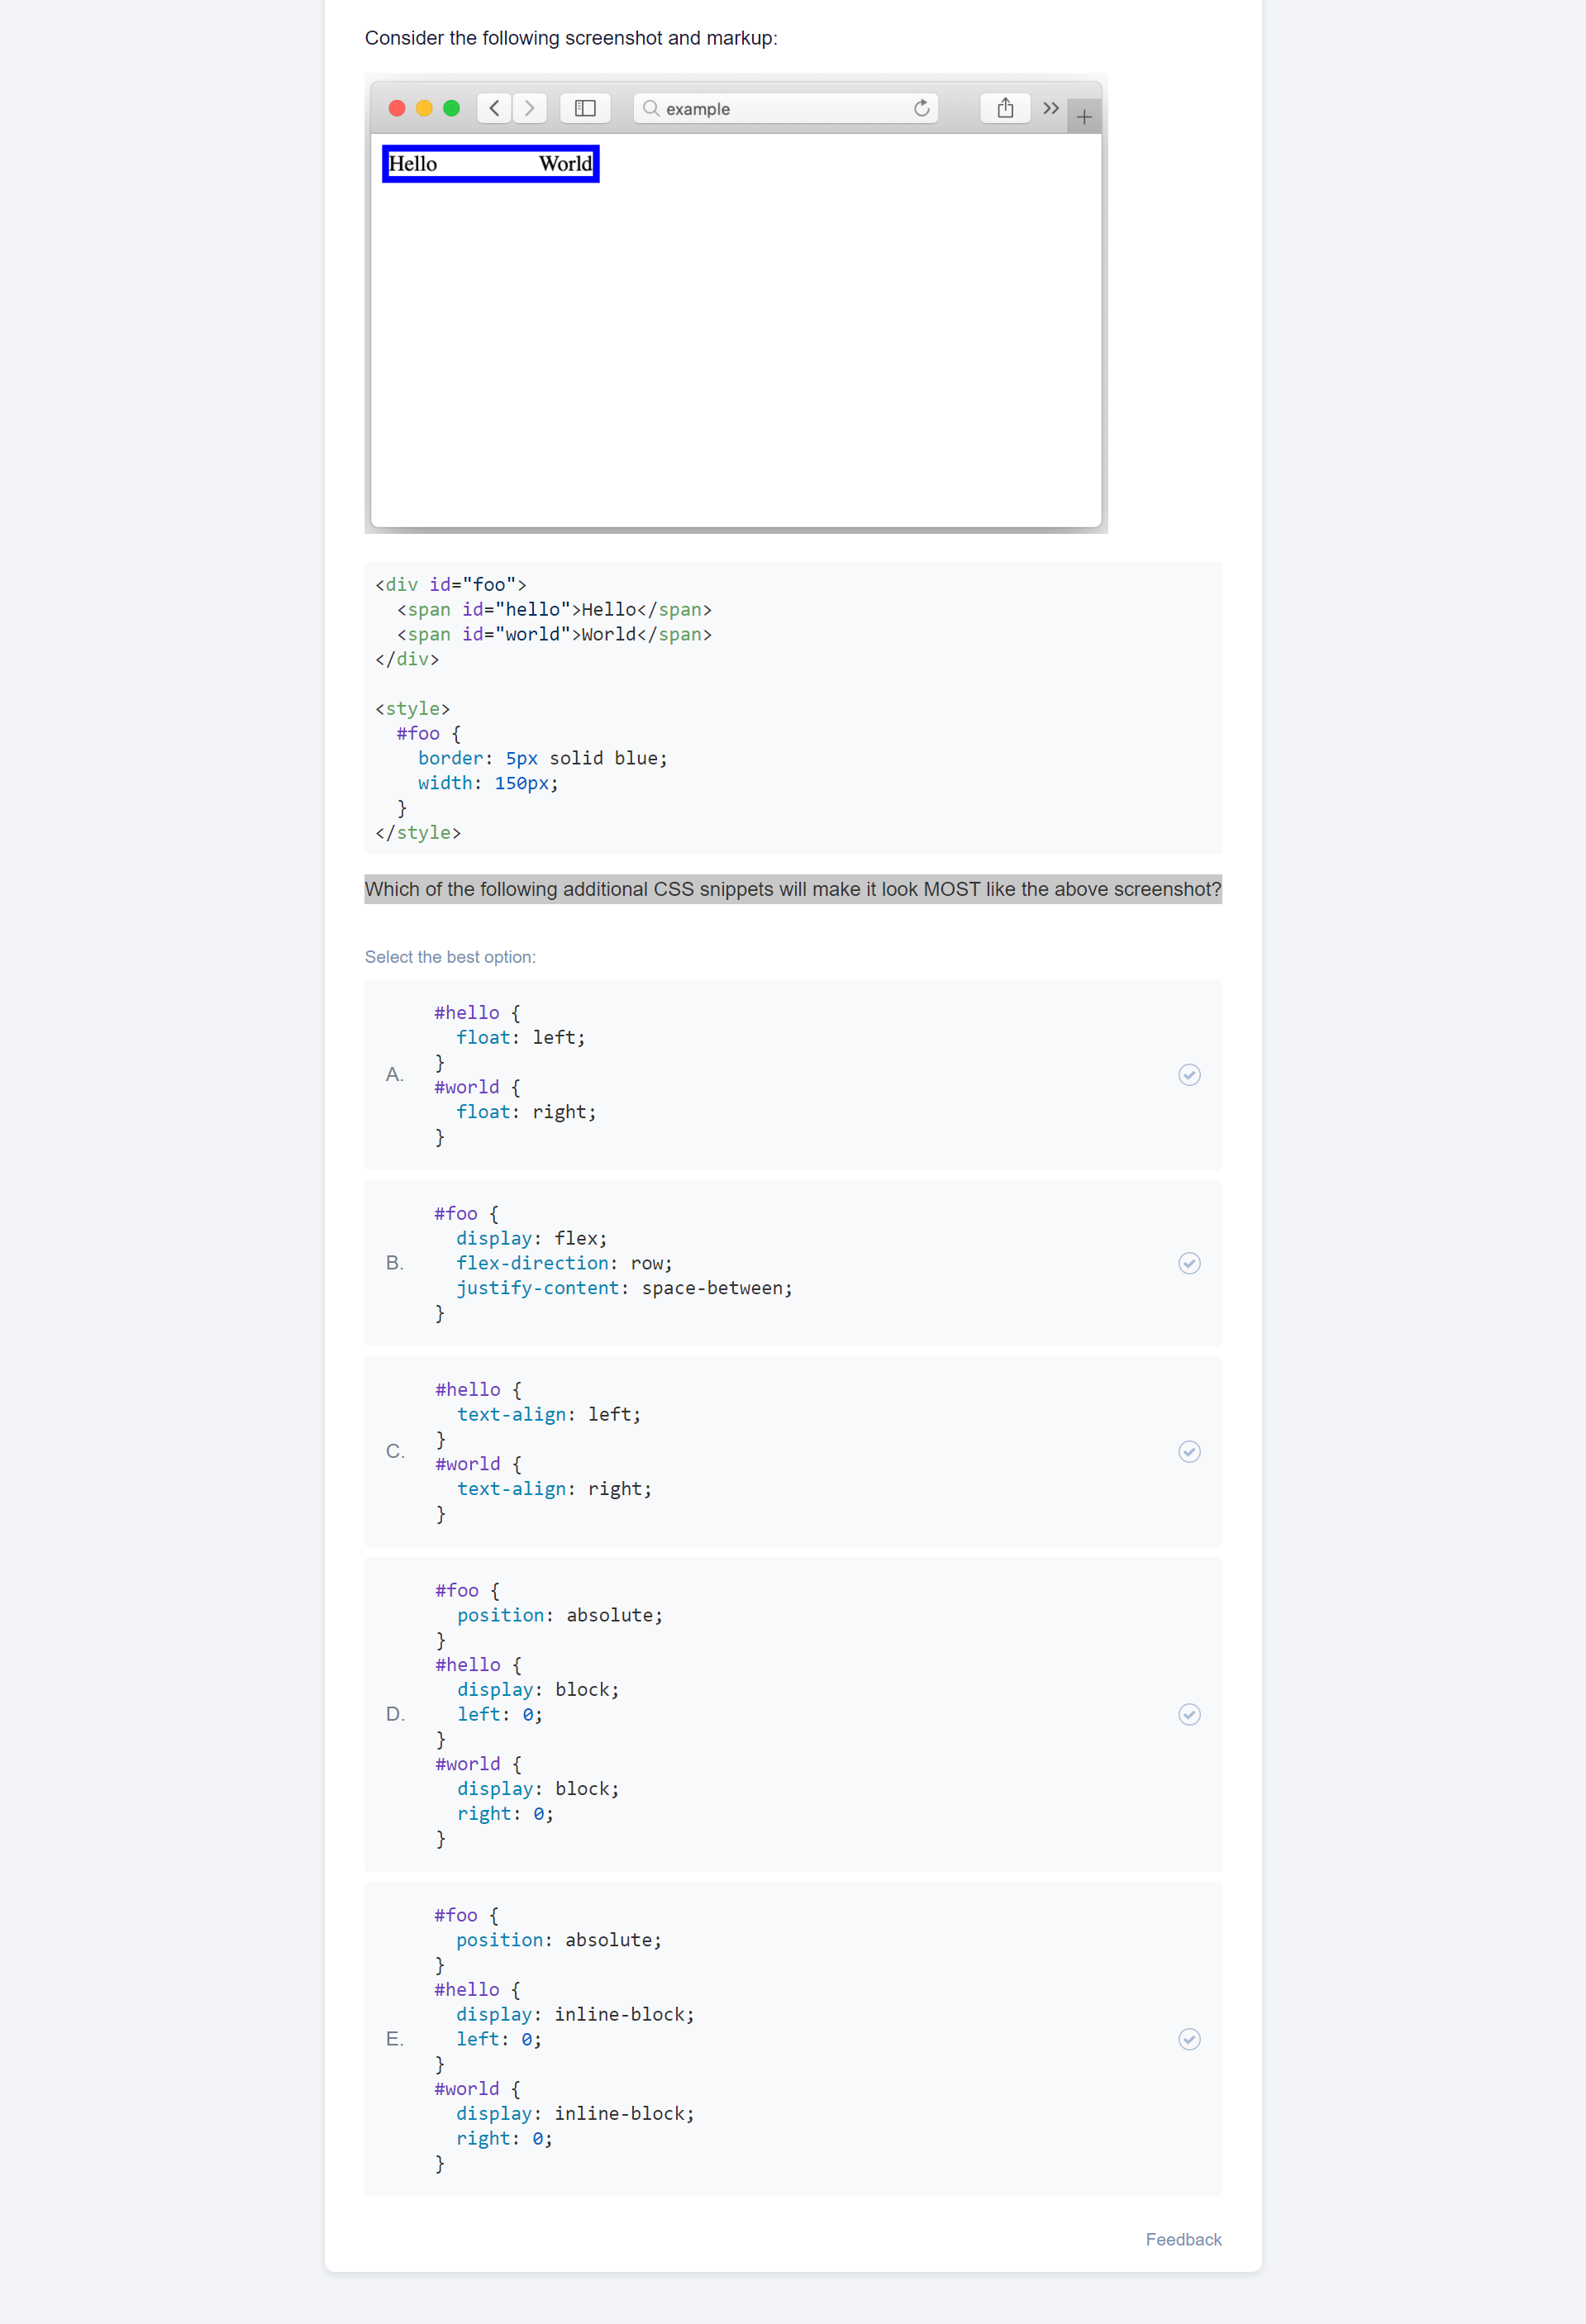 Consider the following screenshot and markup:
example
Hello World
<div id="foo">
  <span id="hello">Hello</span>
  <span id="world">World</span>
</div>
<style>
  #foo {
    border: 5px solid blue;
    width: 150px;
  }
</style>
Which of the following additional CSS snippets will make it look MOST like the above screenshot?
Select the best option:
A.
#hello {
  float: left;
}
#world {
  float: right;
}
B.
#foo {
  display: flex;
  flex-direction: row;
  justify-content: space-between;
}
C.
#hello {
  text-align: left;
}
#world {
  text-align: right;
}
D.
#foo {
  position: absolute;
}
#hello {
  display: block;
  left: 0;
}
#world {
  display: block;
  right: 0;
}
E.
#foo {
  position: absolute;
}
#hello {
  display: inline-block;
  left: 0;
}
#world {
  display: inline-block;
  right: 0;
}
Feedback